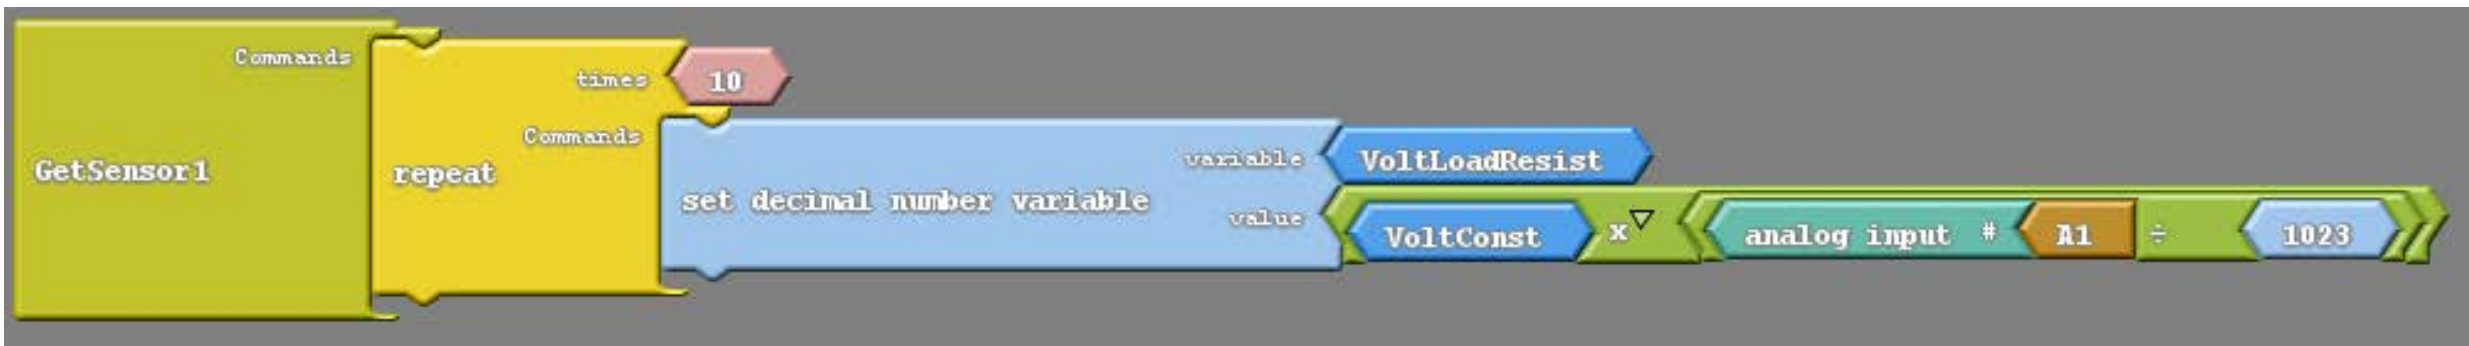 Commands
times 10
Commands
GetSensor1
repeat
variable VoltLoadResist
set decimal number variable
value VoltConst x analog input # A1 ÷ 1023